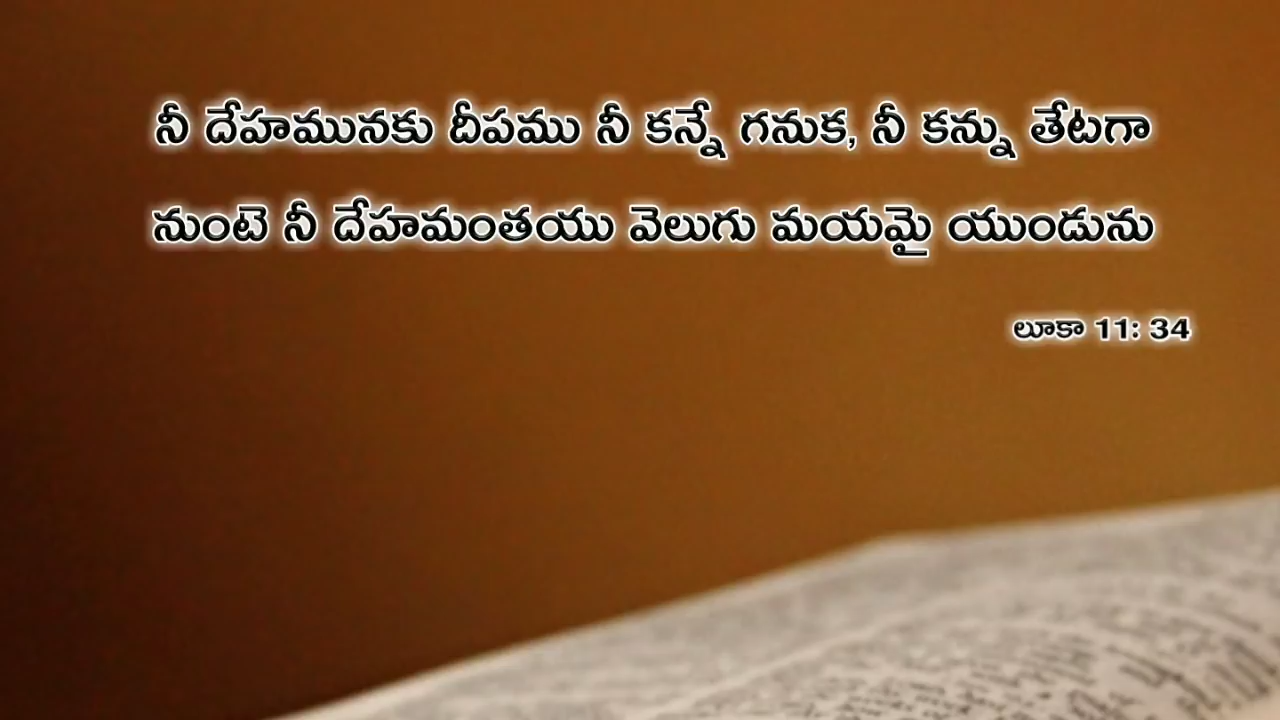 నీ దేహమునకు దీపము నీ కన్నే గనుక, నీ కన్ను తేటగా
నుంటె నీ దేహమంతయు వెలుగు మయమై యుండును
లూకా 11: 34